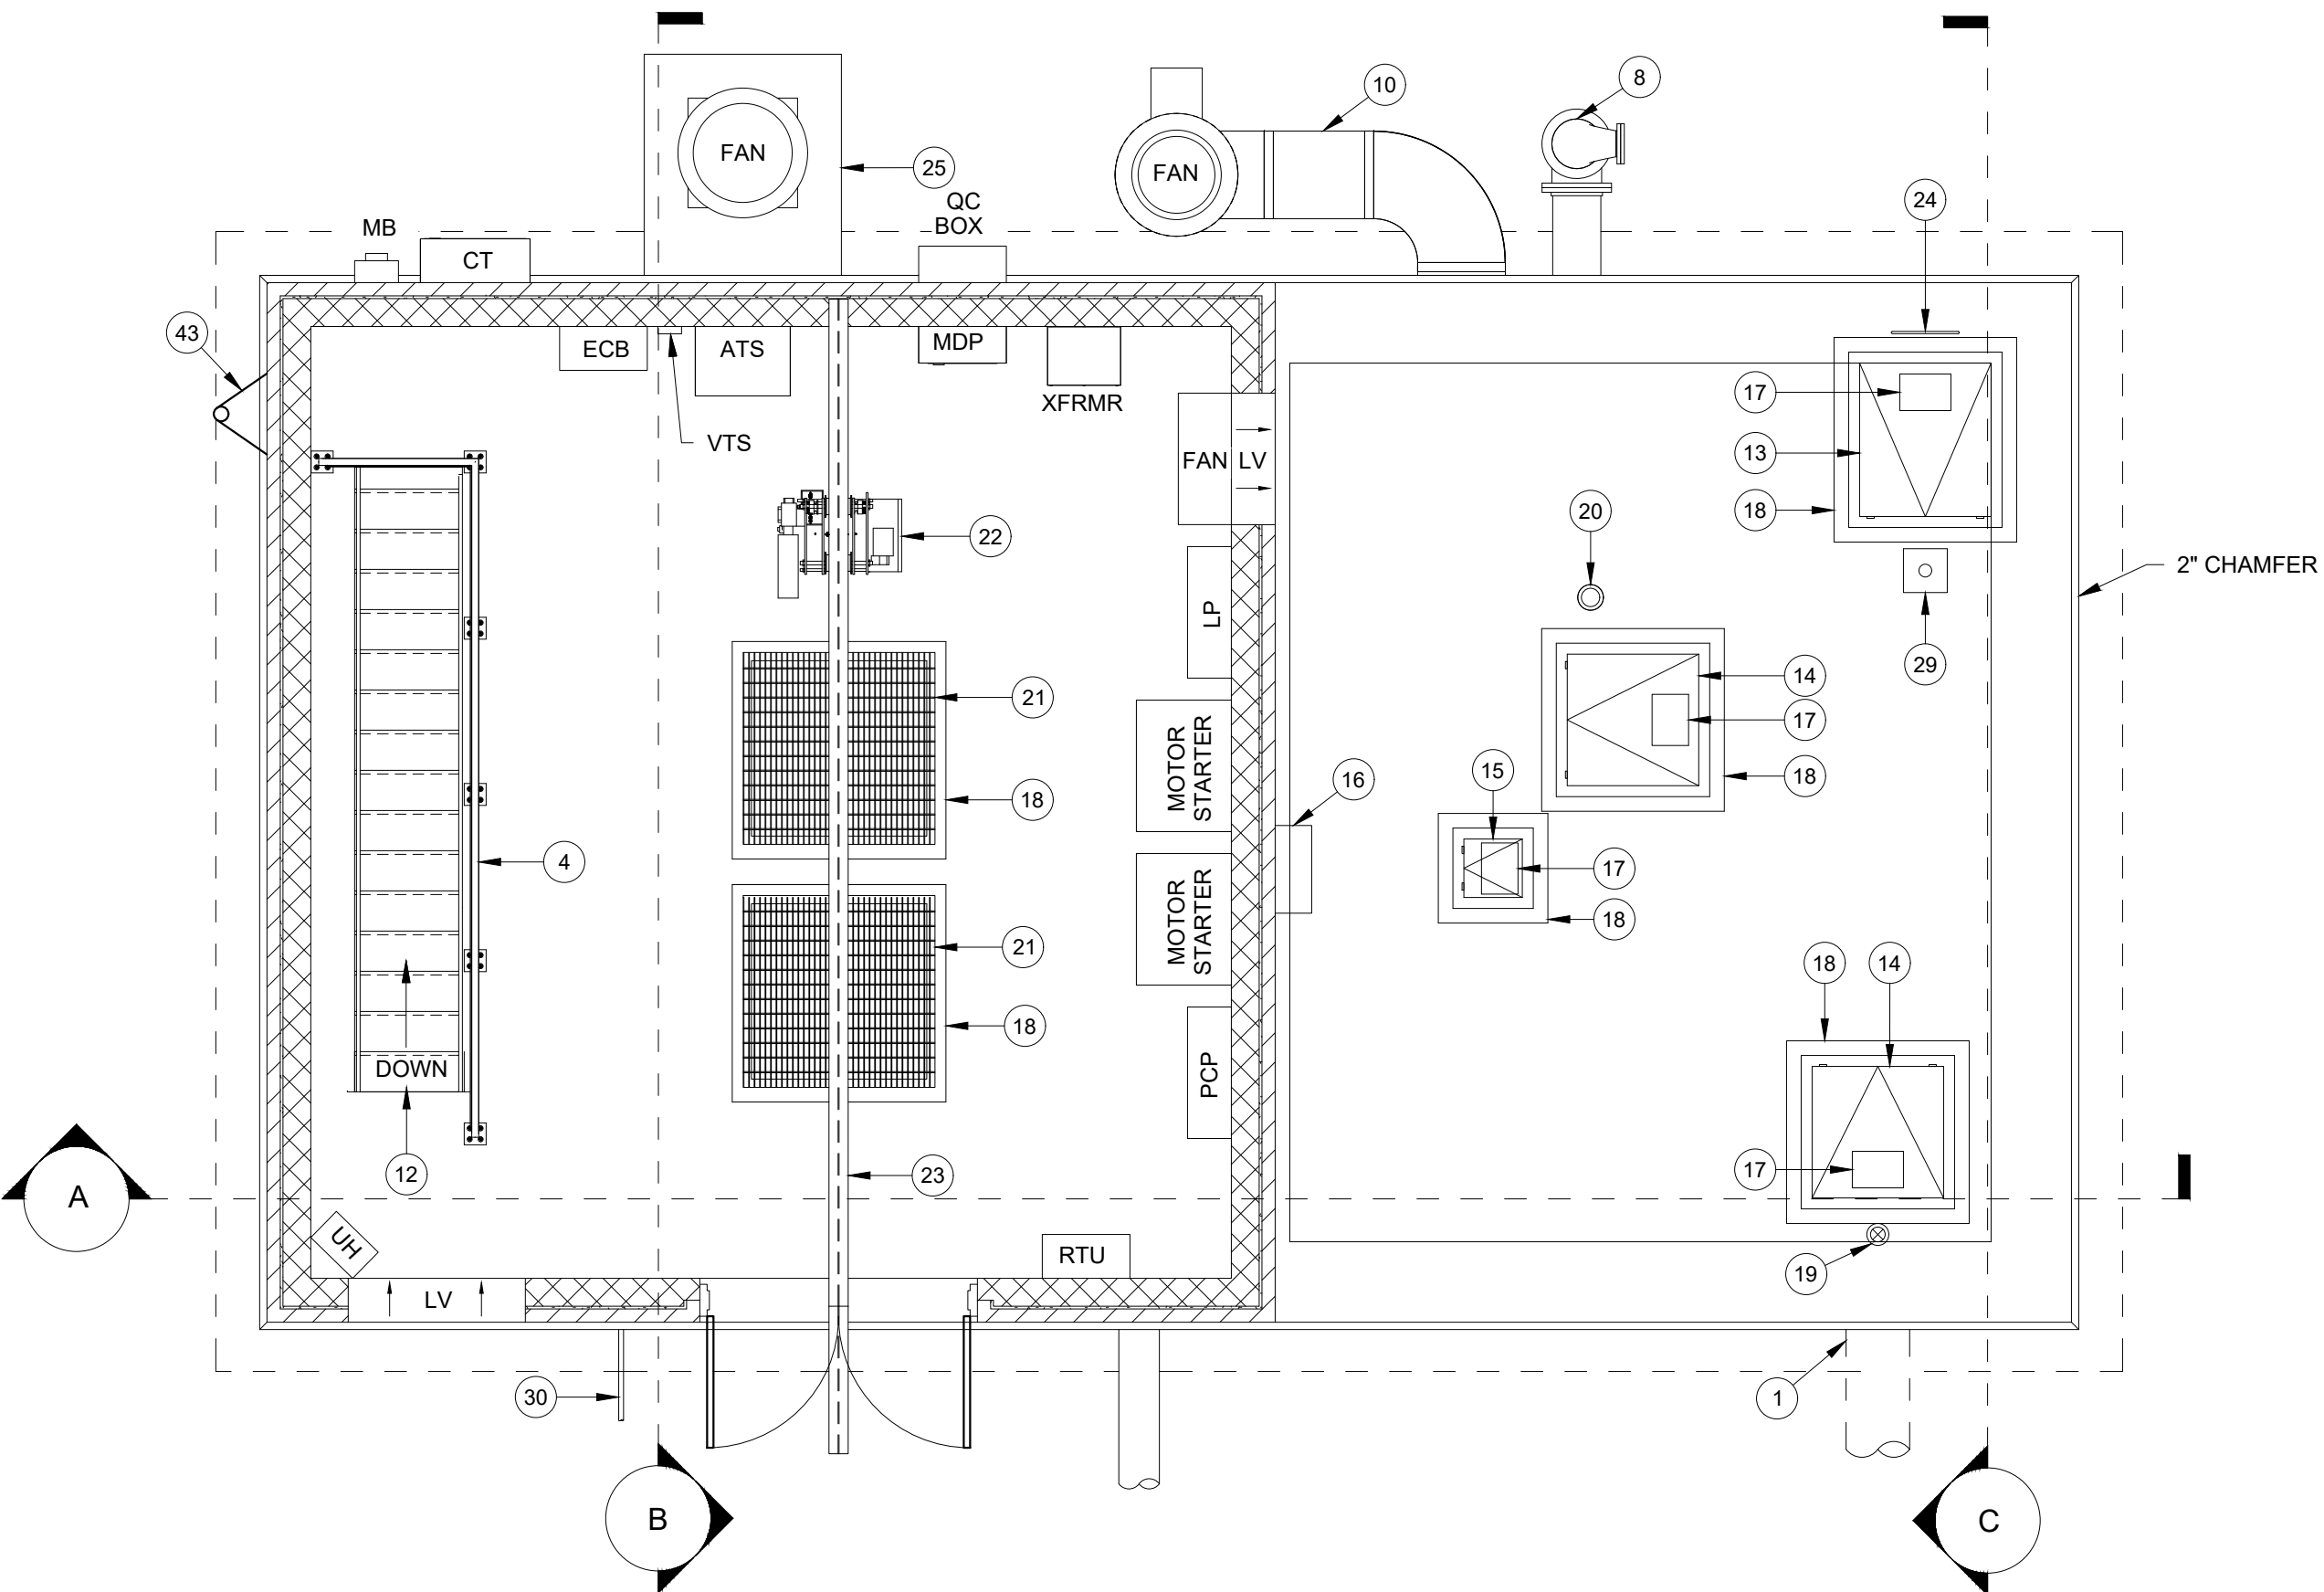 8
10
FAN
FAN
25
QC
BOX
24
MB
CT
43
ECB
ATS
MDP
XFRMR
VTS
17
13
18
FAN
LV
20
22
2" CHAMFER
LP
29
21
14
17
18
MOTOR
STARTER
18
16
15
4
17
18
MOTOR
STARTER
21
18
14
18
PCP
DOWN
12
23
17
A
UH
RTU
LV
19
30
1
B
C